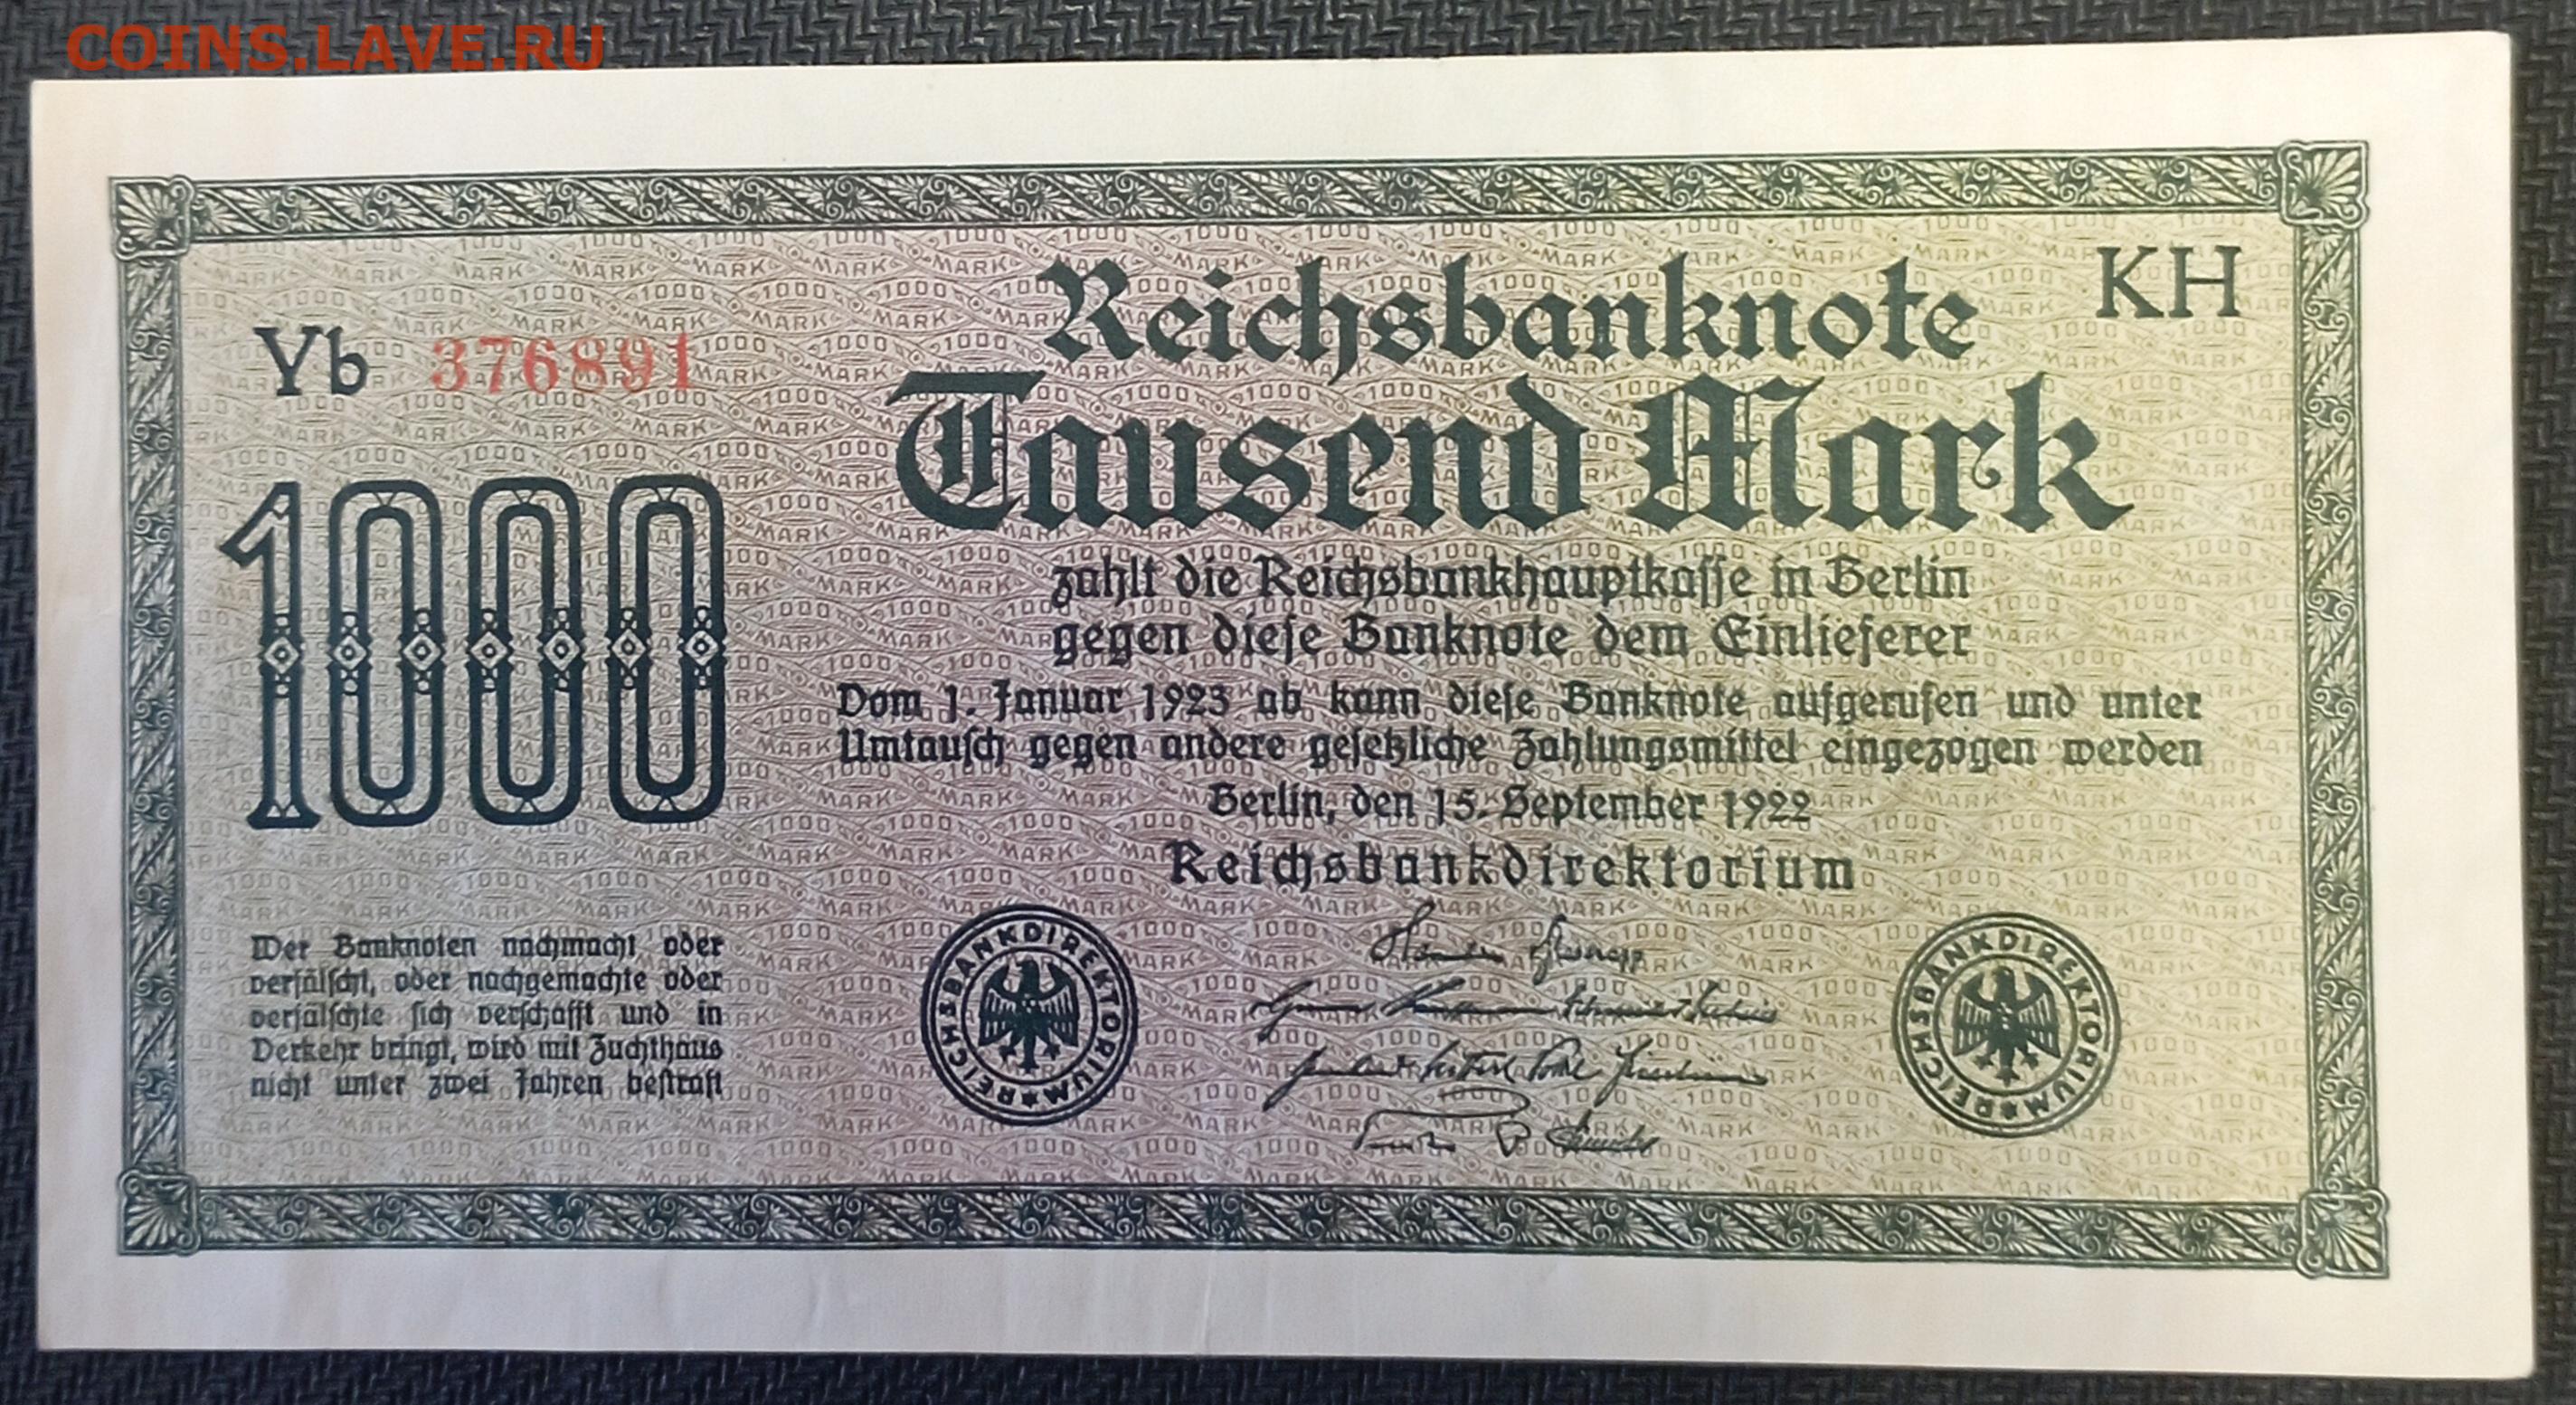 COINS.LAVE.RU
KH
Yb 376891
Reichsbanknote
Tausend Mark
1000
zahlt die Reichsbankhauptkasse in Berlin
gegen diese Banknote dem Einlieferer
Vom 1. Januar 1923 ab kann diese Banknote aufgerufen und unter
Umtausch gegen andere gesetzliche Zahlungsmittel eingezogen werden
Berlin, den 15. September 1922
Reichsbankdirektorium
Wer Banknoten nachmacht oder
verfälscht, oder nachgemachte oder
verfälschte sich verschafft und in
Verkehr bringt, wird mit Zuchthaus
nicht unter zwei Jahren bestraft
REICHSBANKDIREKTORIUM
REICHSBANKDIREKTORIUM
1000 MARK